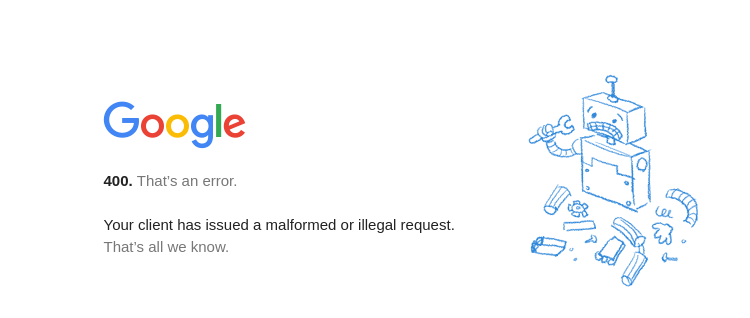 Google
400. That’s an error.
Your client has issued a malformed or illegal request.
That’s all we know.